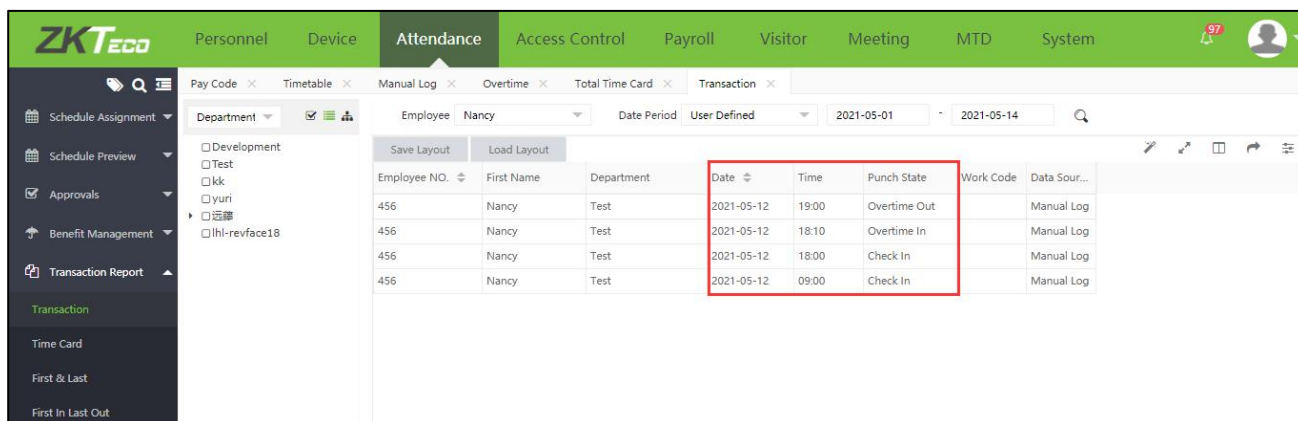 ZKTeco Personnel Device Attendance Access Control Payroll Visitor Meeting MTD System 97
Pay Code Timetable Manual Log Overtime Total Time Card Transaction
Schedule Assignment
Schedule Preview
Approvals
Benefit Management
Transaction Report
Transaction
Time Card
First & Last
First In Last Out
Department
Development
Test
kk
yuri
远藤
lhl-revface18
Employee Nancy Date Period User Defined 2021-05-01 - 2021-05-14
Save Layout Load Layout
Employee NO. First Name Department Date Time Punch State Work Code Data Sour...
456 Nancy Test 2021-05-12 19:00 Overtime Out Manual Log
456 Nancy Test 2021-05-12 18:10 Overtime In Manual Log
456 Nancy Test 2021-05-12 18:00 Check In Manual Log
456 Nancy Test 2021-05-12 09:00 Check In Manual Log